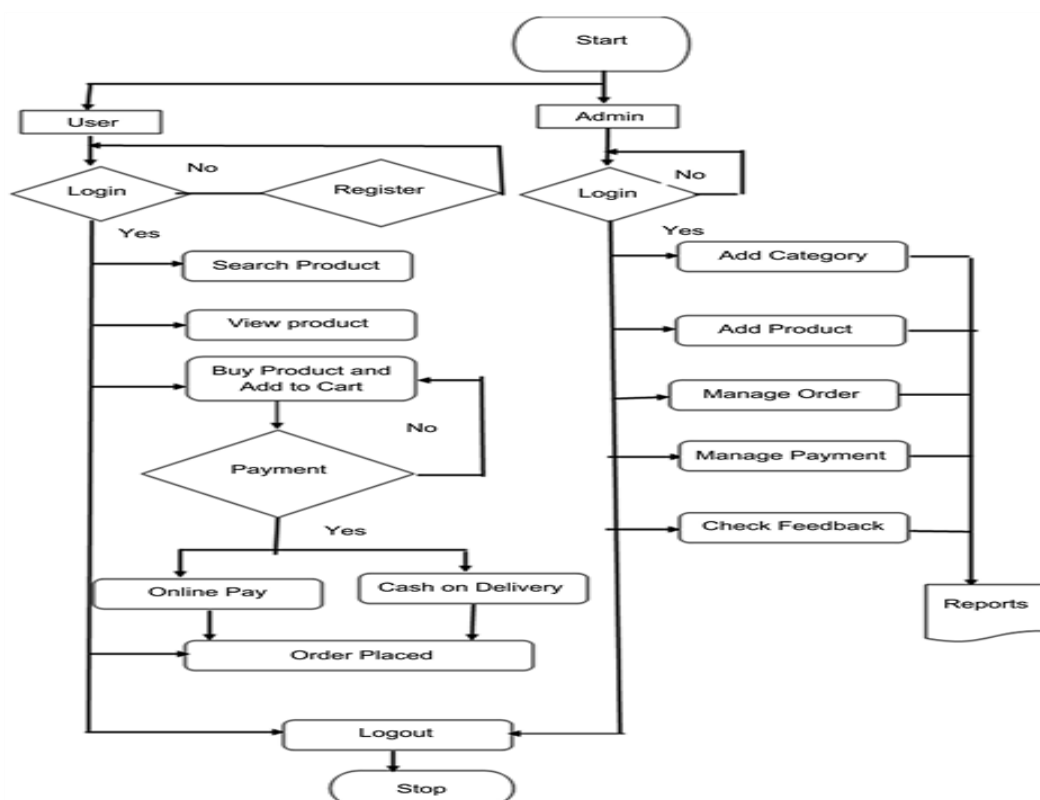 Start
User
Admin
No
Login
Register
No
Login
Yes
Yes
Search Product
Add Category
View product
Add Product
Buy Product and
Add to Cart
Manage Order
No
Payment
Manage Payment
Yes
Check Feedback
Online Pay
Cash on Delivery
Reports
Order Placed
Logout
Stop